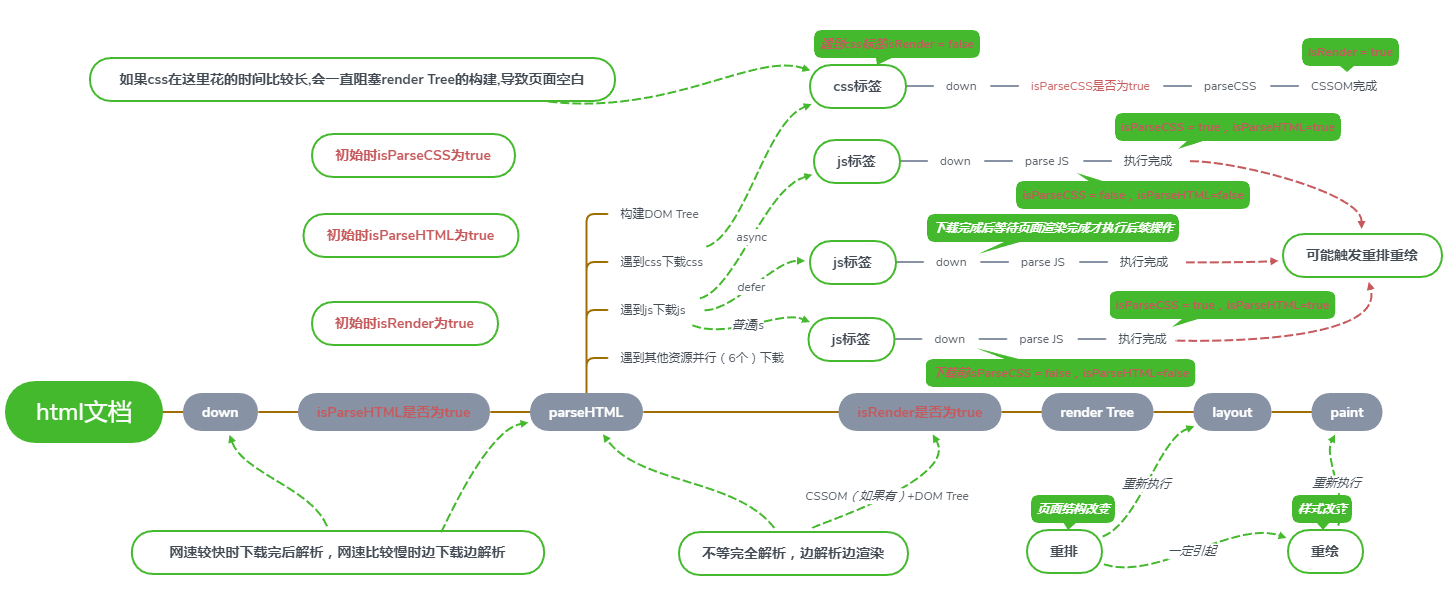 遇到css标签isRender = false
isRender = true
如果css在这里花的时间比较长,会一直阻塞render Tree的构建,导致页面空白
css标签
down
isParseCSS是否为true
parseCSS
CSSOM完成
isParseCSS = true，isParseHTML=true
初始时isParseCSS为true
js标签
down
parse JS
执行完成
isParseCSS = false，isParseHTML=false
构建DOM Tree
初始时isParseHTML为true
async
下载完成后等待页面渲染完成才执行后续操作
遇到css下载css
js标签
down
parse JS
执行完成
可能触发重排重绘
defer
isParseCSS = true，isParseHTML=true
遇到js下载js
初始时isRender为true
普通js
js标签
down
parse JS
执行完成
遇到其他资源并行（6个）下载
下载时isParseCSS = false，isParseHTML=false
html文档
down
isParseHTML是否为true
parseHTML
isRender是否为true
render Tree
layout
paint
重新执行
重新执行
CSSOM（如果有）+DOM Tree
页面结构改变
样式改变
网速较快时下载完后解析，网速比较慢时边下载边解析
不等完全解析，边解析边渲染
重排
一定引起
重绘